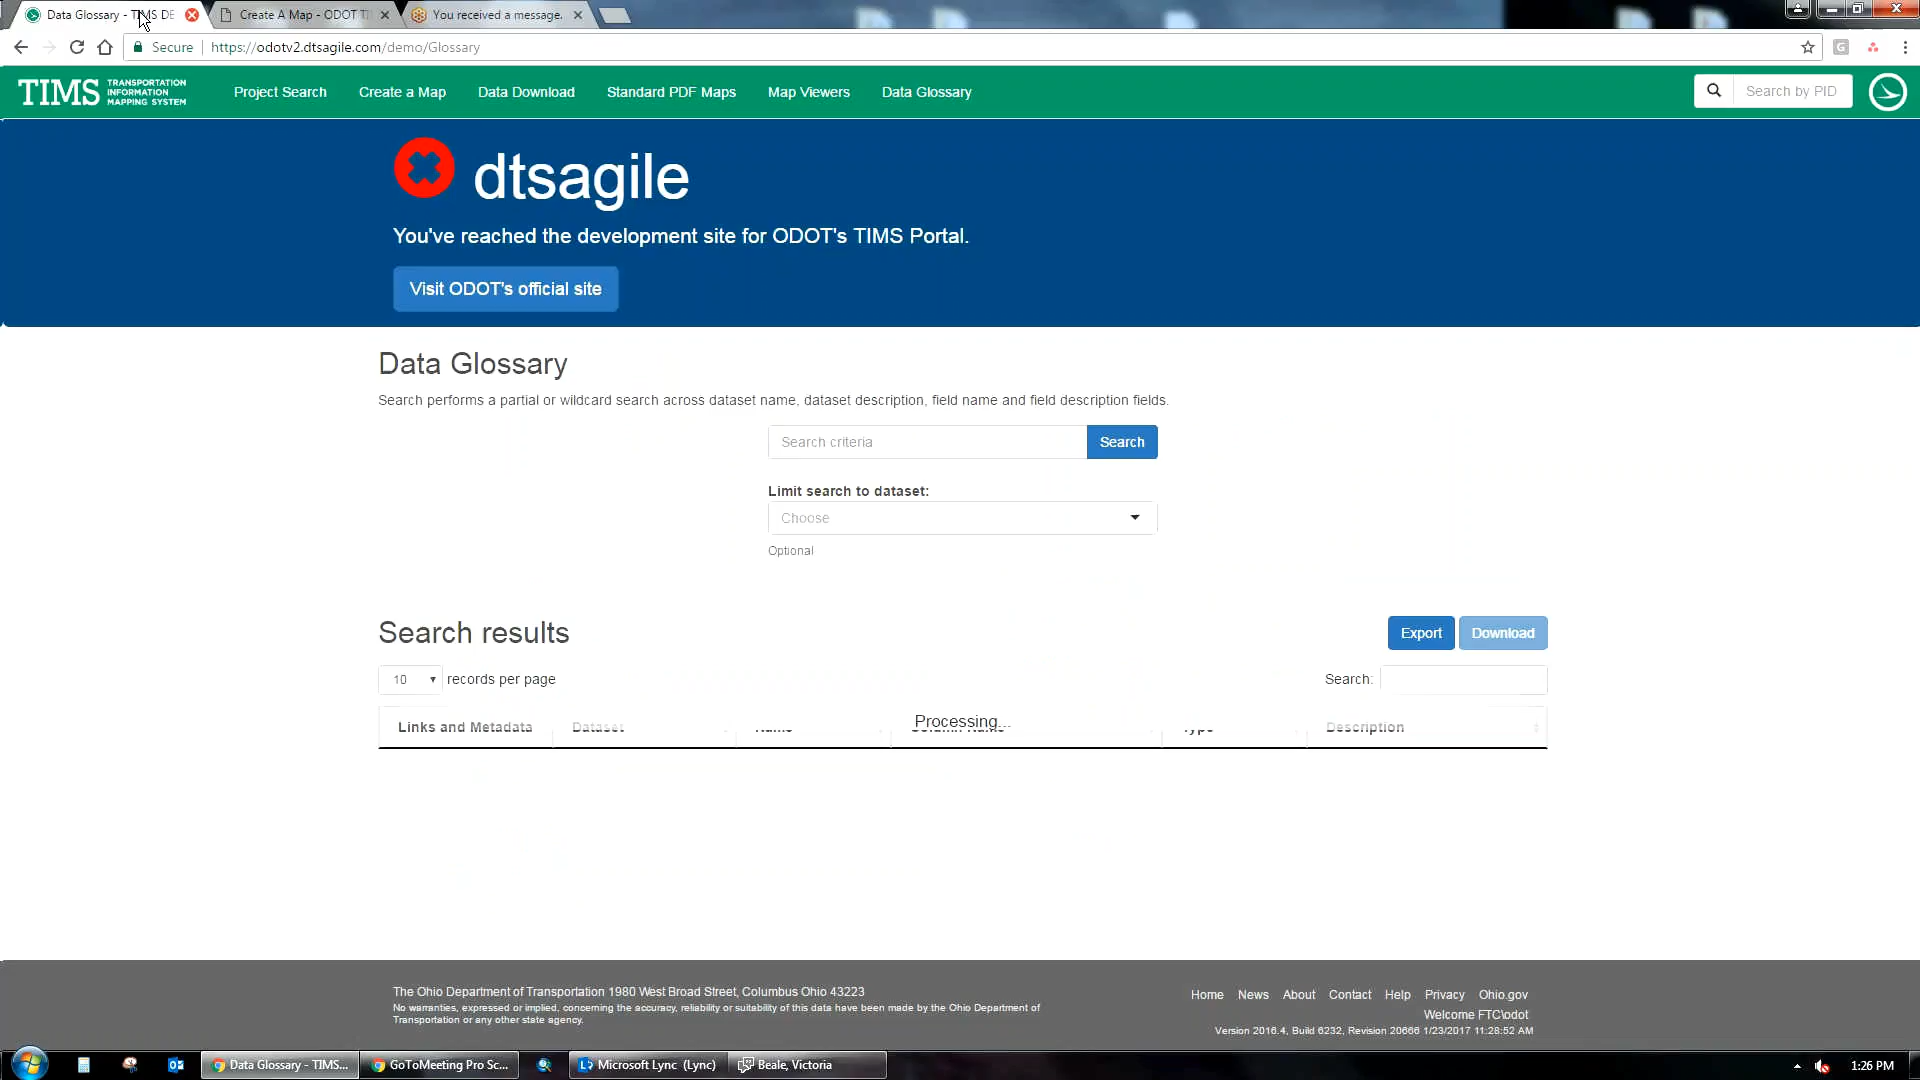 Data Glossary - TIMS DE
Create A Map - ODOT TI
You received a message.
Secure
https://odotv2.dtsagile.com/demo/Glossary
TIMS TRANSPORTATION
INFORMATION
MAPPING SYSTEM
Project Search
Create a Map
Data Download
Standard PDF Maps
Map Viewers
Data Glossary
Search by PID
dtsagile
You've reached the development site for ODOT's TIMS Portal.
Visit ODOT's official site
Data Glossary
Search performs a partial or wildcard search across dataset name, dataset description, field name and field description fields.
Search criteria
Search
Limit search to dataset:
Choose
Optional
Search results
Export
Download
10
records per page
Search:
Processing...
Links and Metadata
Dataset
Name
Column Name
Type
Description
The Ohio Department of Transportation 1980 West Broad Street, Columbus Ohio 43223
No warranties, expressed or implied, concerning the accuracy, reliability or suitability of this data have been made by the Ohio Department of
Transportation or any other state agency.
Home
News
About
Contact
Help
Privacy
Ohio.gov
Welcome FTC\odot
Version 2016.4, Build 6232, Revision 20666 1/23/2017 11:28:52 AM
Data Glossary - TIMS...
GoToMeeting Pro Sc...
Microsoft Lync (Lync)
Beale, Victoria
1:26 PM